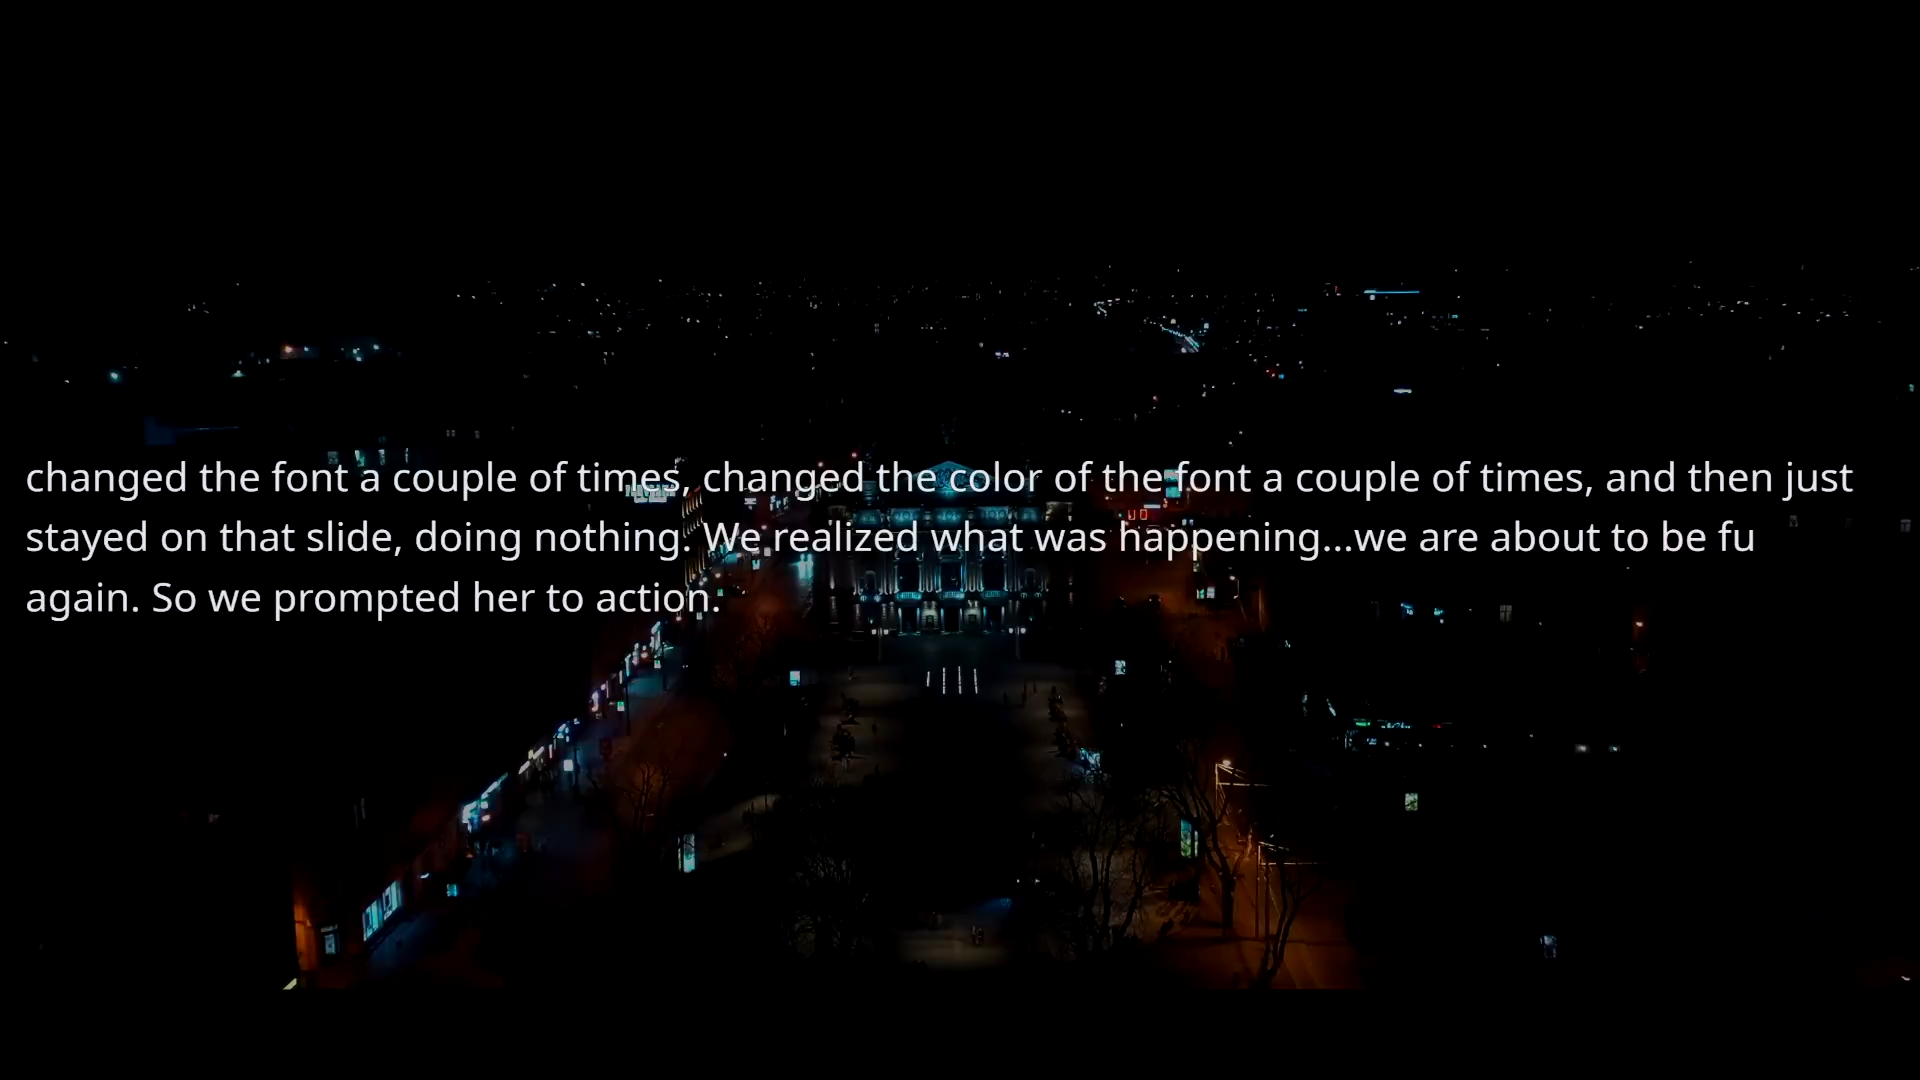 changed the font a couple of times, changed the color of the font a couple of times, and then just
stayed on that slide, doing nothing. We realized what was happening...we are about to be fu
again. So we prompted her to action.